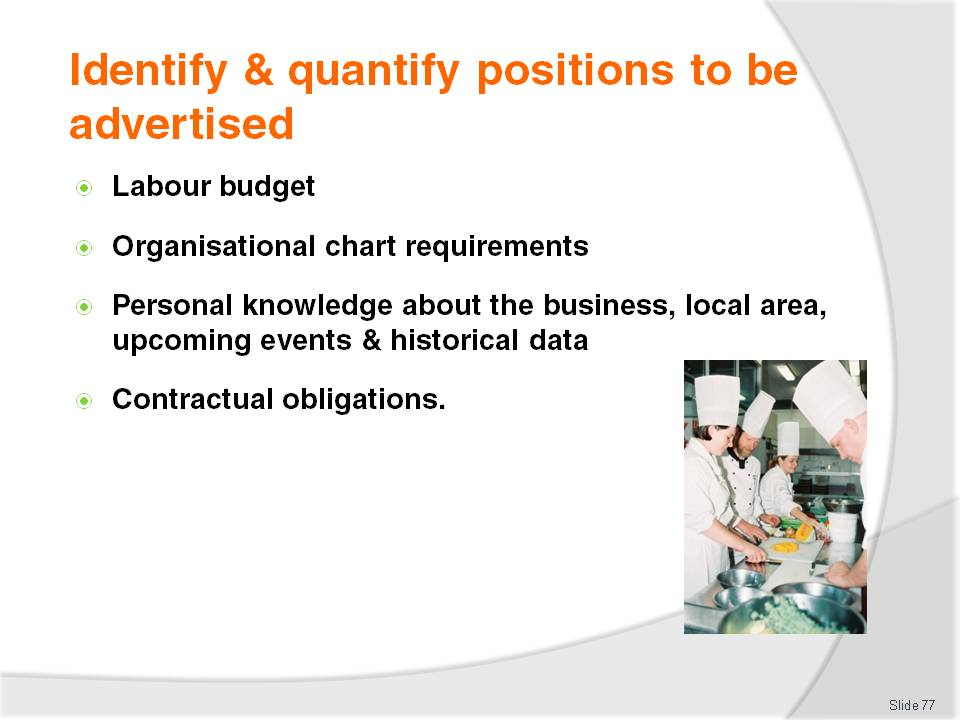 Identify & quantify positions to be
advertised
Labour budget
Organisational chart requirements
Personal knowledge about the business, local area,
upcoming events & historical data
Contractual obligations.
Slide 77